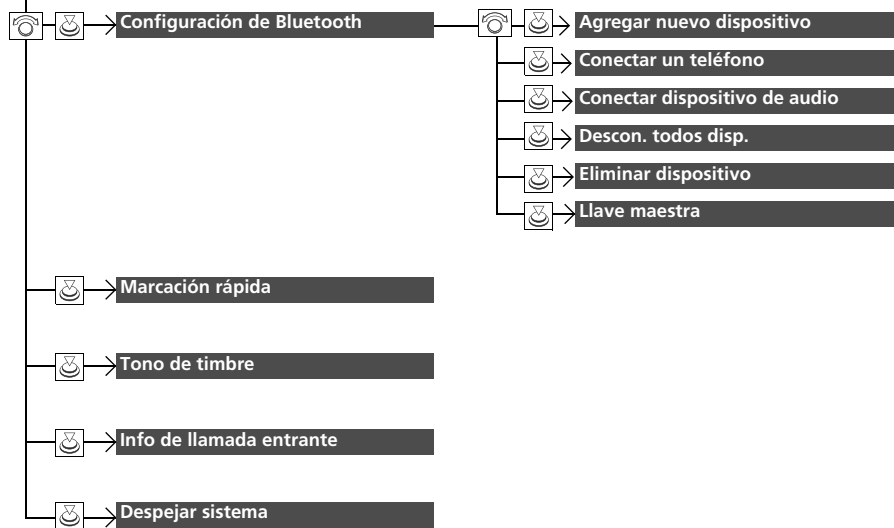 Configuración de Bluetooth
Agregar nuevo dispositivo
Conectar un teléfono
Conectar dispositivo de audio
Descon. todos disp.
Eliminar dispositivo
Llave maestra
Marcación rápida
Tono de timbre
Info de llamada entrante
Despejar sistema